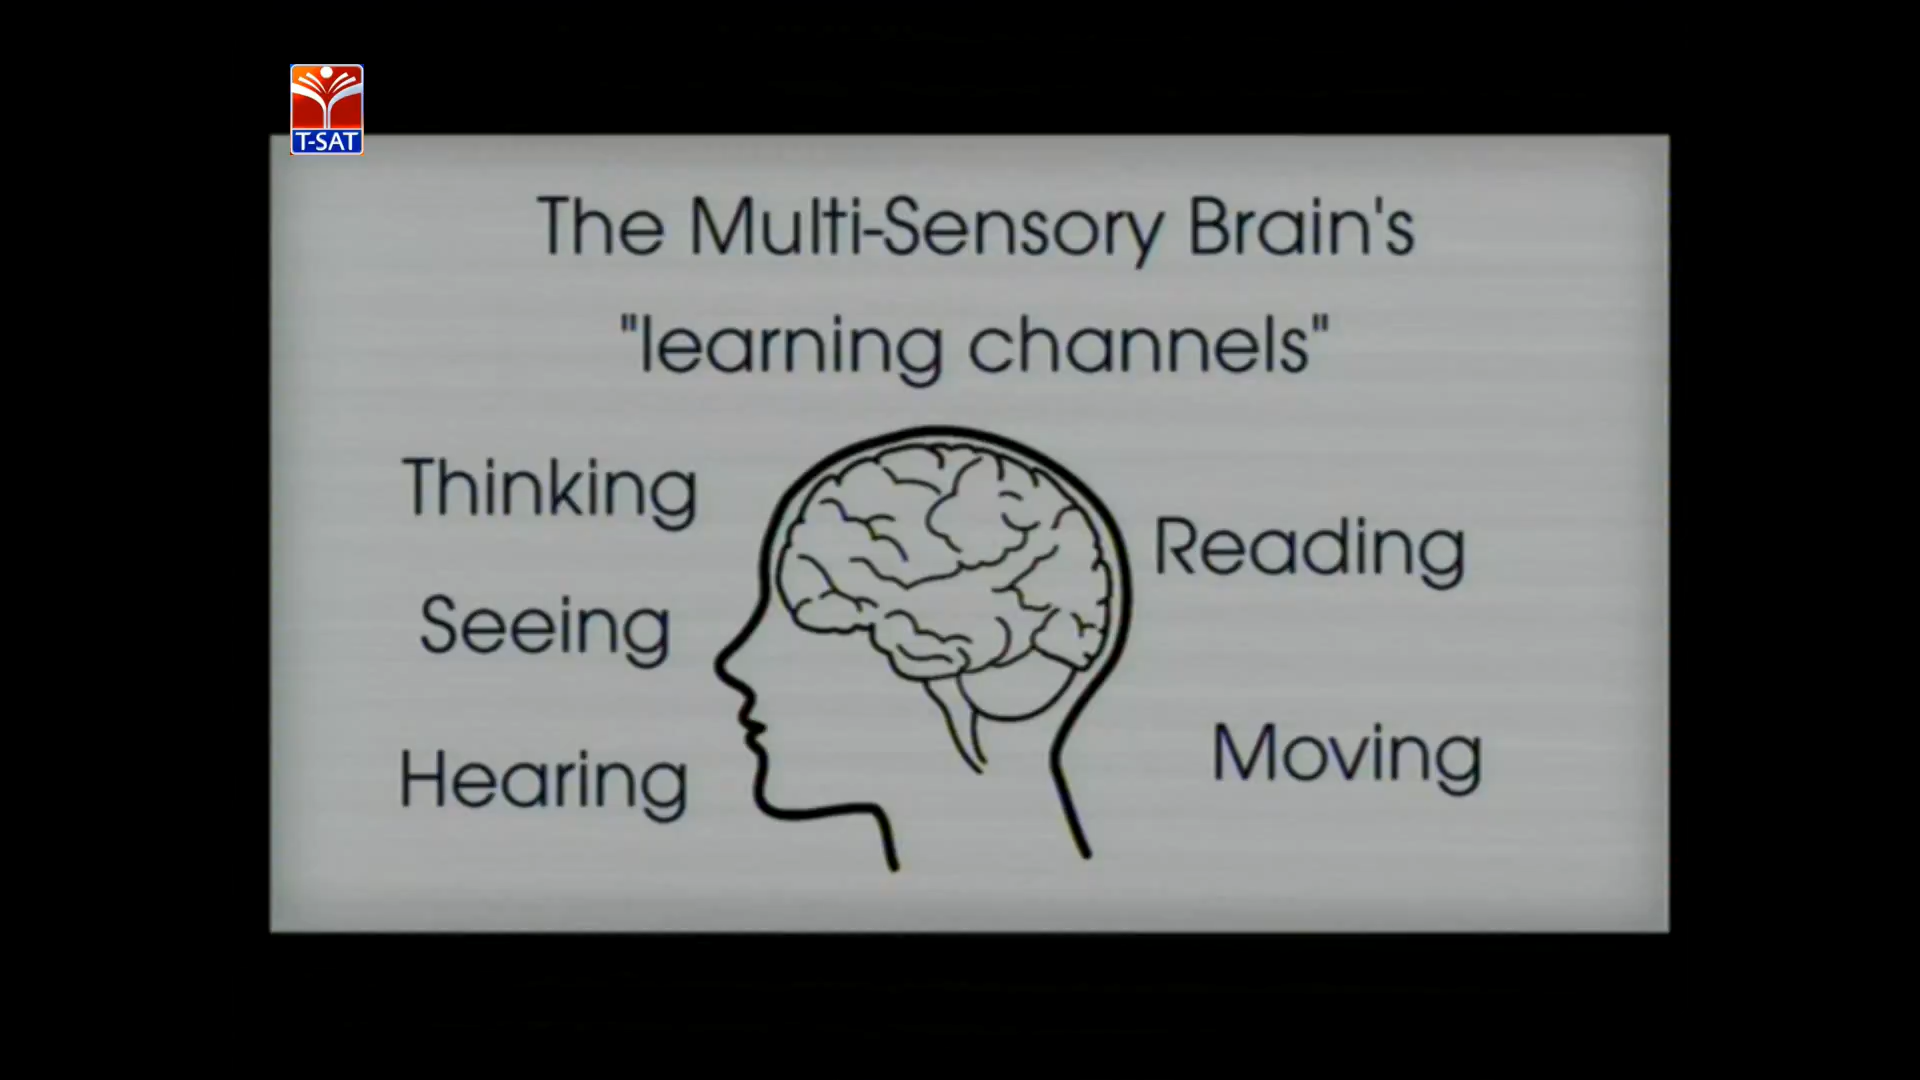 T-SAT
The Multi-Sensory Brain's
"learning channels"
Thinking
Reading
Seeing
Hearing
Moving